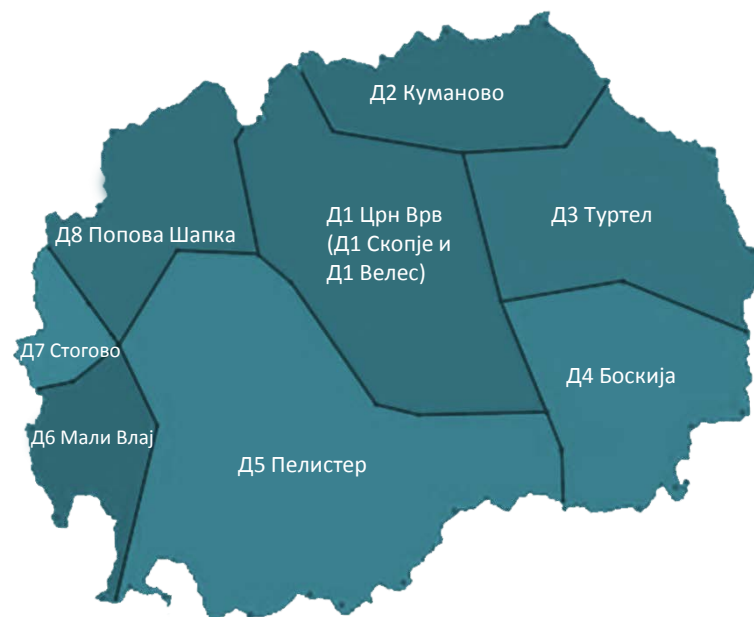 Д2 Куманово
Д1 Црн Врв
(Д1 Скопје и
Д1 Велес)
Д3 Туртел
Д8 Попова Шапка
Д7 Стогово
Д4 Боскија
Д6 Мали Влај
Д5 Пелистер